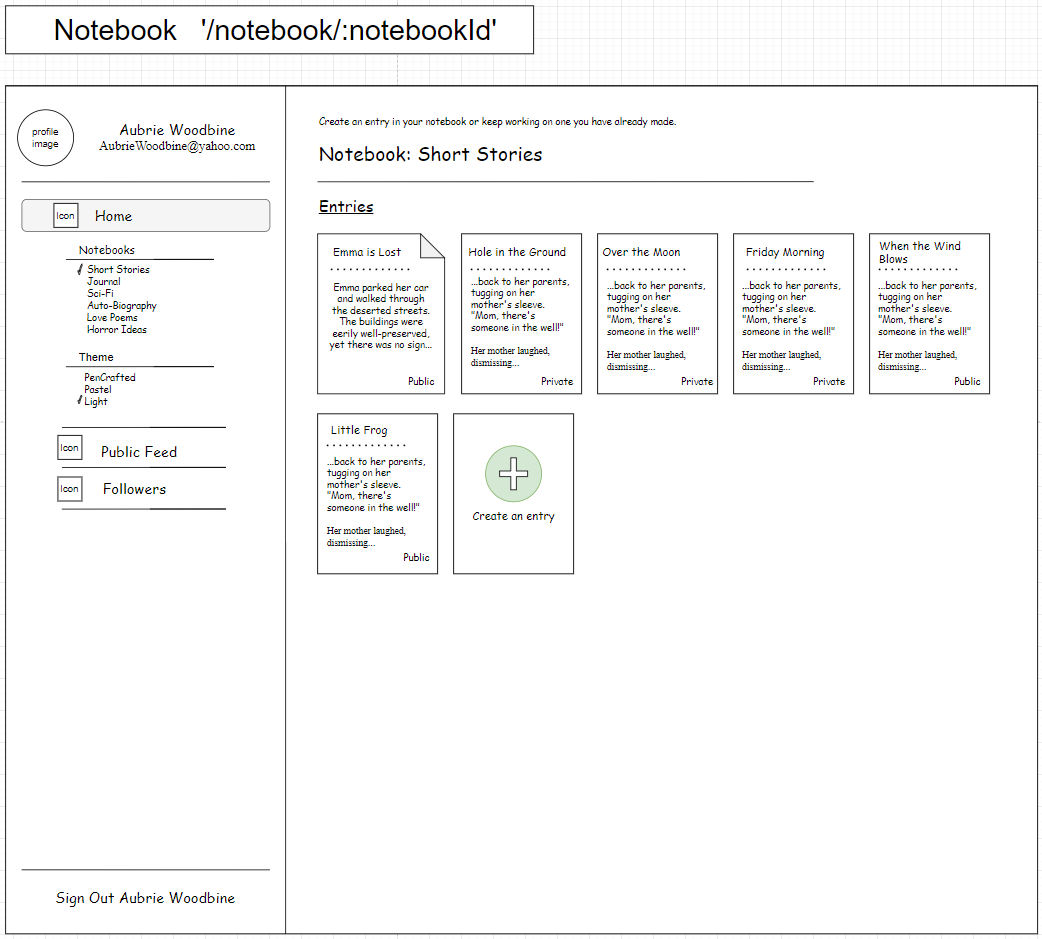 Notebook '/notebook/:notebookId'
profile
image
Aubrie Woodbine
AubrieWoodbine@yahoo.com
Icon
Home
Notebooks
Short Stories
Journal
Sci-Fi
Auto-Biography
Love Poems
Horror Ideas
Theme
PenCrafted
Pastel
Light
Icon
Public Feed
Icon
Followers
Sign Out Aubrie Woodbine
Create an entry in your notebook or keep working on one you have already made.
Notebook: Short Stories
Entries
Emma is Lost
Emma parked her car
and walked through
the deserted streets.
The buildings were
eerily well-preserved,
yet there was no sign...
Public
Hole in the Ground
...back to her parents,
tugging on her
mother's sleeve.
"Mom, there's
someone in the well!"
Her mother laughed,
dismissing...
Private
Over the Moon
...back to her parents,
tugging on her
mother's sleeve.
"Mom, there's
someone in the well!"
Her mother laughed,
dismissing...
Private
Friday Morning
...back to her parents,
tugging on her
mother's sleeve.
"Mom, there's
someone in the well!"
Her mother laughed,
dismissing...
Private
When the Wind
Blows
...back to her parents,
tugging on her
mother's sleeve.
"Mom, there's
someone in the well!"
Her mother laughed,
dismissing...
Public
Little Frog
...back to her parents,
tugging on her
mother's sleeve.
"Mom, there's
someone in the well!"
Her mother laughed,
dismissing...
Public
Create an entry